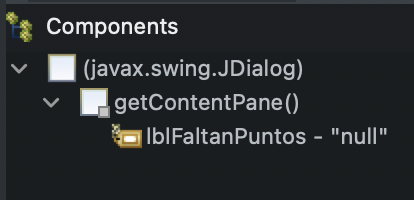 Components
(javax.swing.JDialog)
getContentPane()
lblFaltanPuntos - "null"